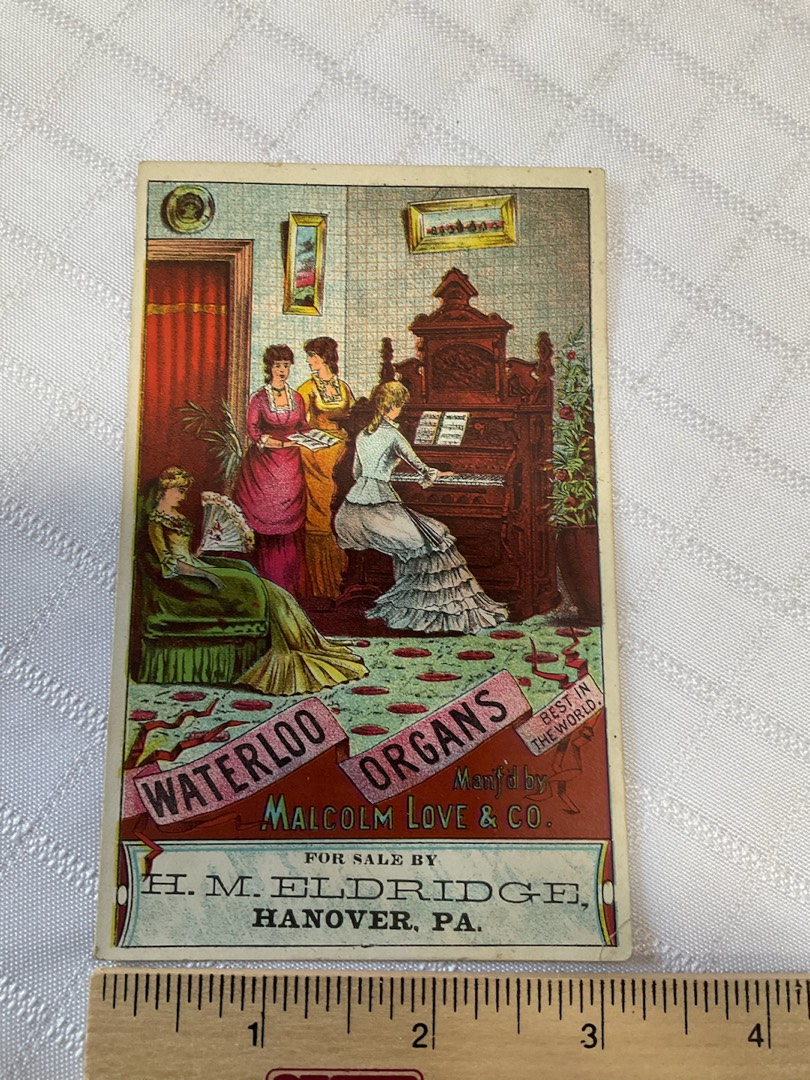 WATERLOO
ORGANS
BEST IN
THE WORLD.
Man'f'd by
MALCOLM LOVE & CO.
FOR SALE BY
H. M. ELDRIDGE,
HANOVER, PA.
1 2 3 4